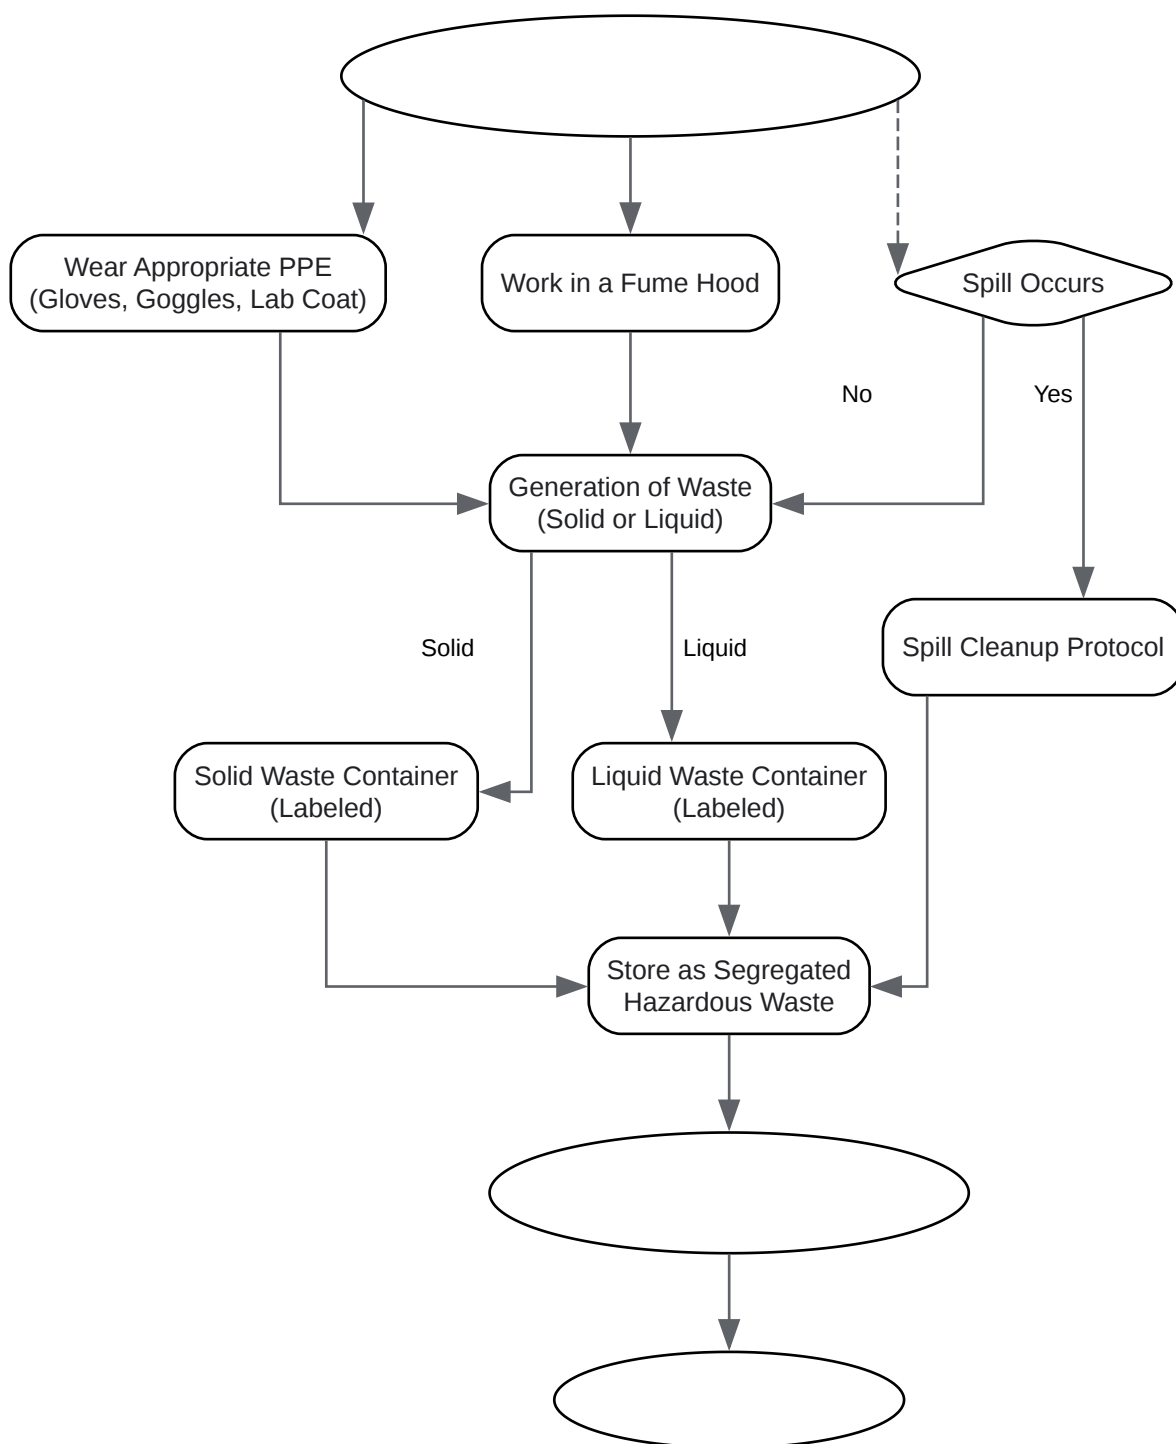 Wear Appropriate PPE
(Gloves, Goggles, Lab Coat)
Work in a Fume Hood
Spill Occurs
No
Yes
Generation of Waste
(Solid or Liquid)
Solid
Liquid
Spill Cleanup Protocol
Solid Waste Container
(Labeled)
Liquid Waste Container
(Labeled)
Store as Segregated
Hazardous Waste